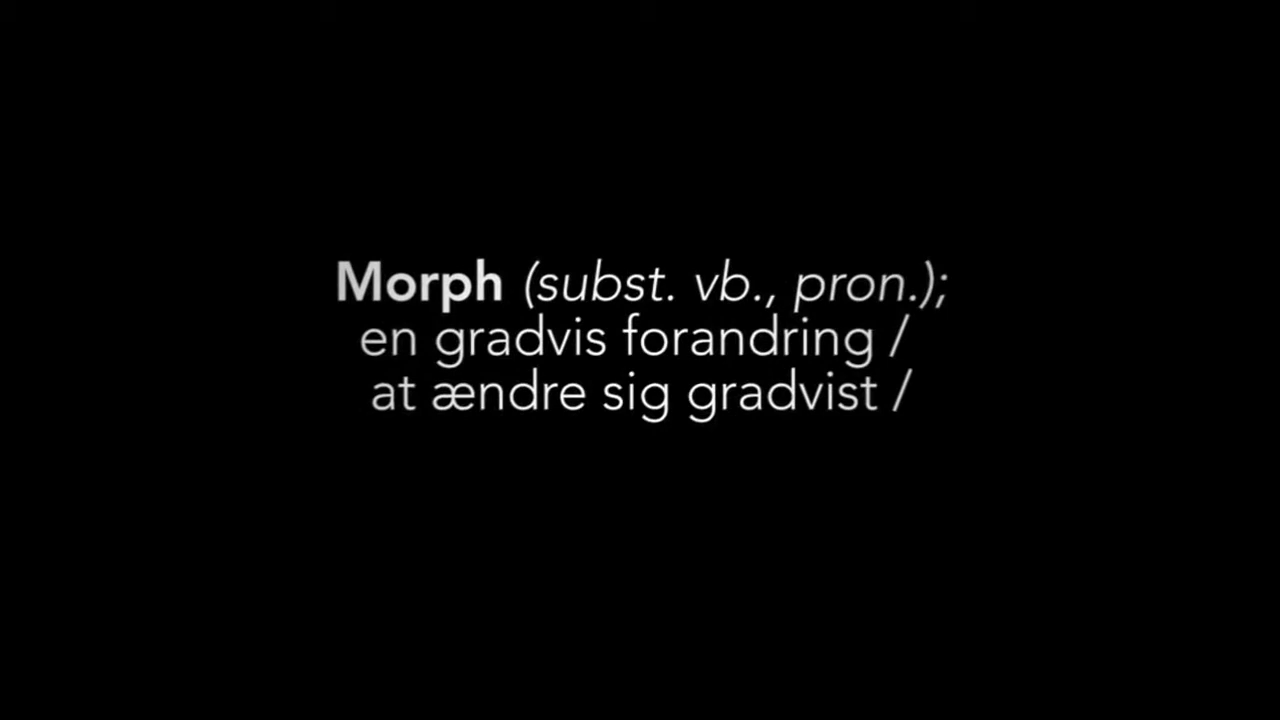 Morph (subst. vb., pron.);
en gradvis forandring /
at ændre sig gradvist /